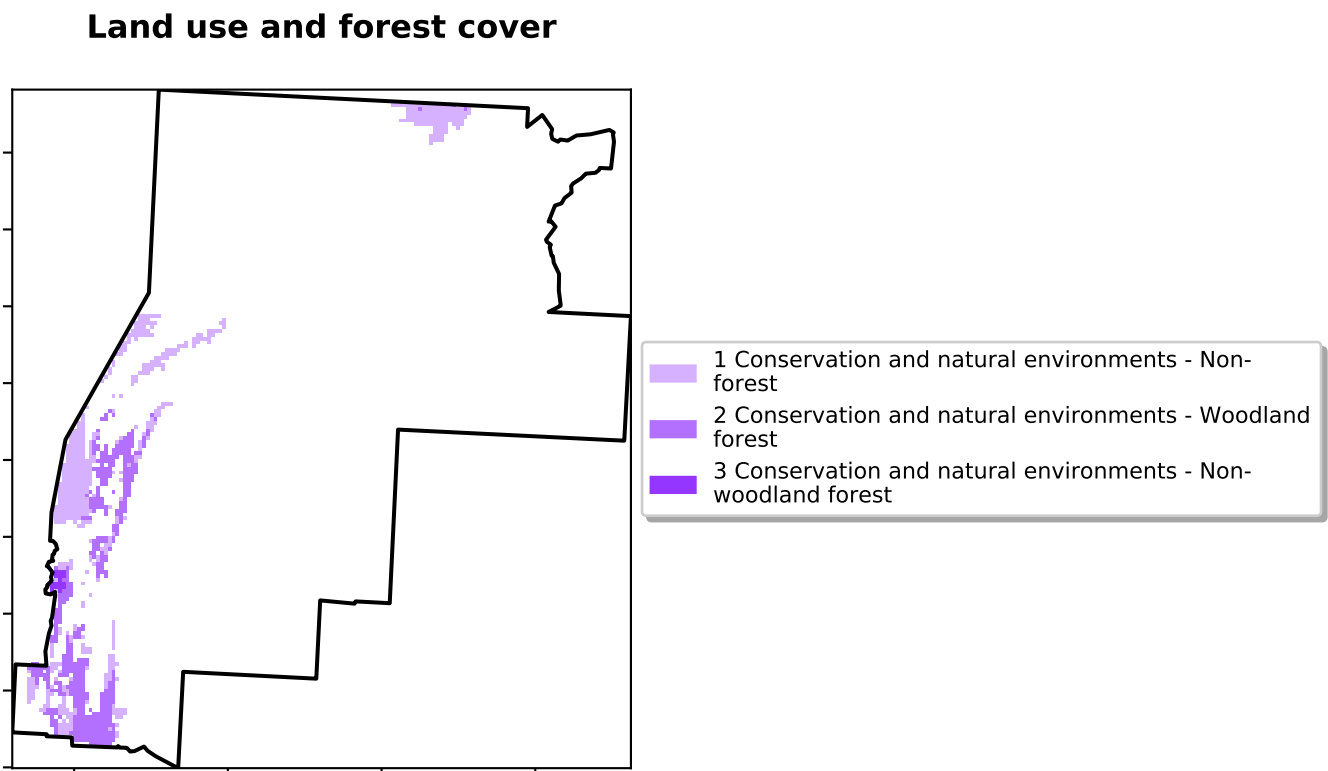 Land use and forest cover
1 Conservation and natural environments - Non-
forest
2 Conservation and natural environments - Woodland
forest
3 Conservation and natural environments - Non-
woodland forest